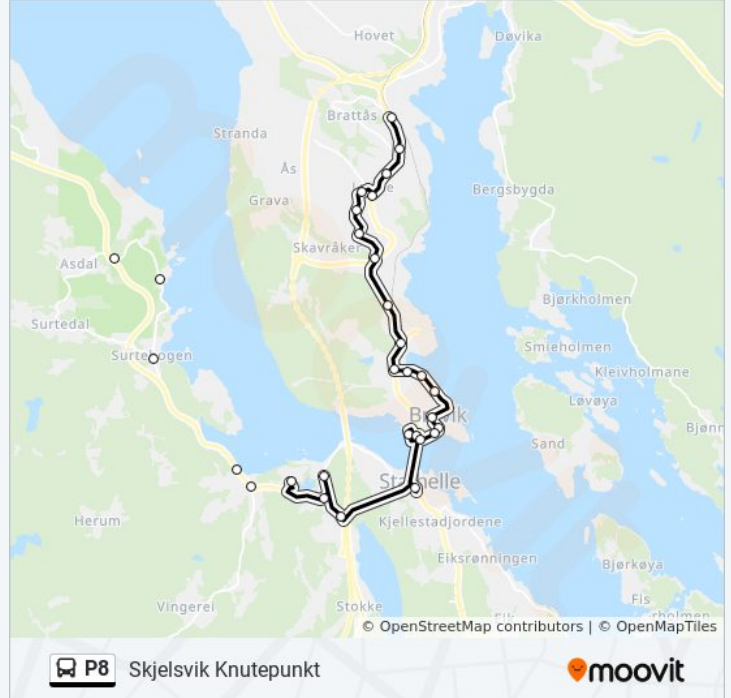 Hovet
Døvika
Brattås
Stranda
Ås
Bergsbygda
Grava
Skavråker
Asdal
Bjørkholmen
Surtedal
Smieholmen
Kleivholmane
Løvøya
Sand
Herum
Kjellestadjordene
Eiksrønningen
Bjørkøya
Fis
Vingerei
Stokke
© OpenStreetMap contributors | © OpenMapTiles
P8 Skjelsvik Knutepunkt
moovit